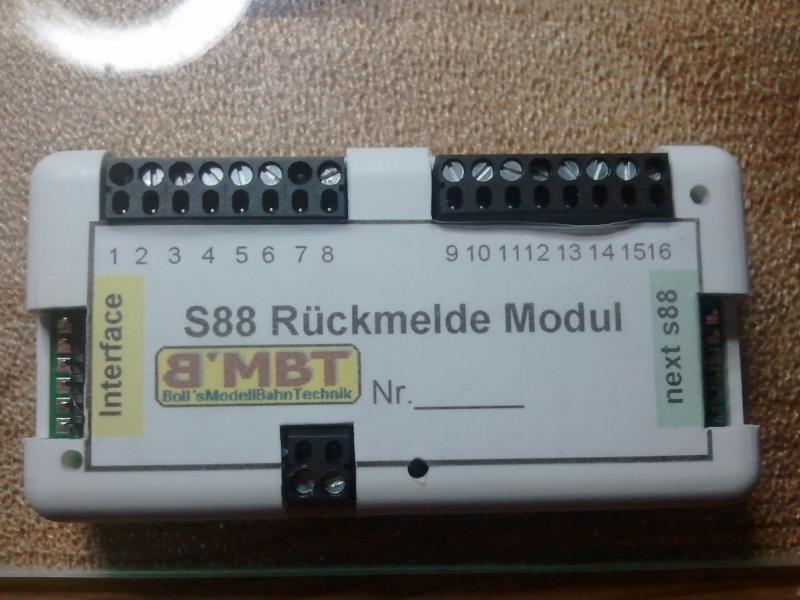 1 2 3 4 5 6 7 8 9 10 11 12 13 14 15 16
Interface
S88 Rückmelde Modul
B'MBT
Boll'sModellBahnTechnik
Nr.______
next s88